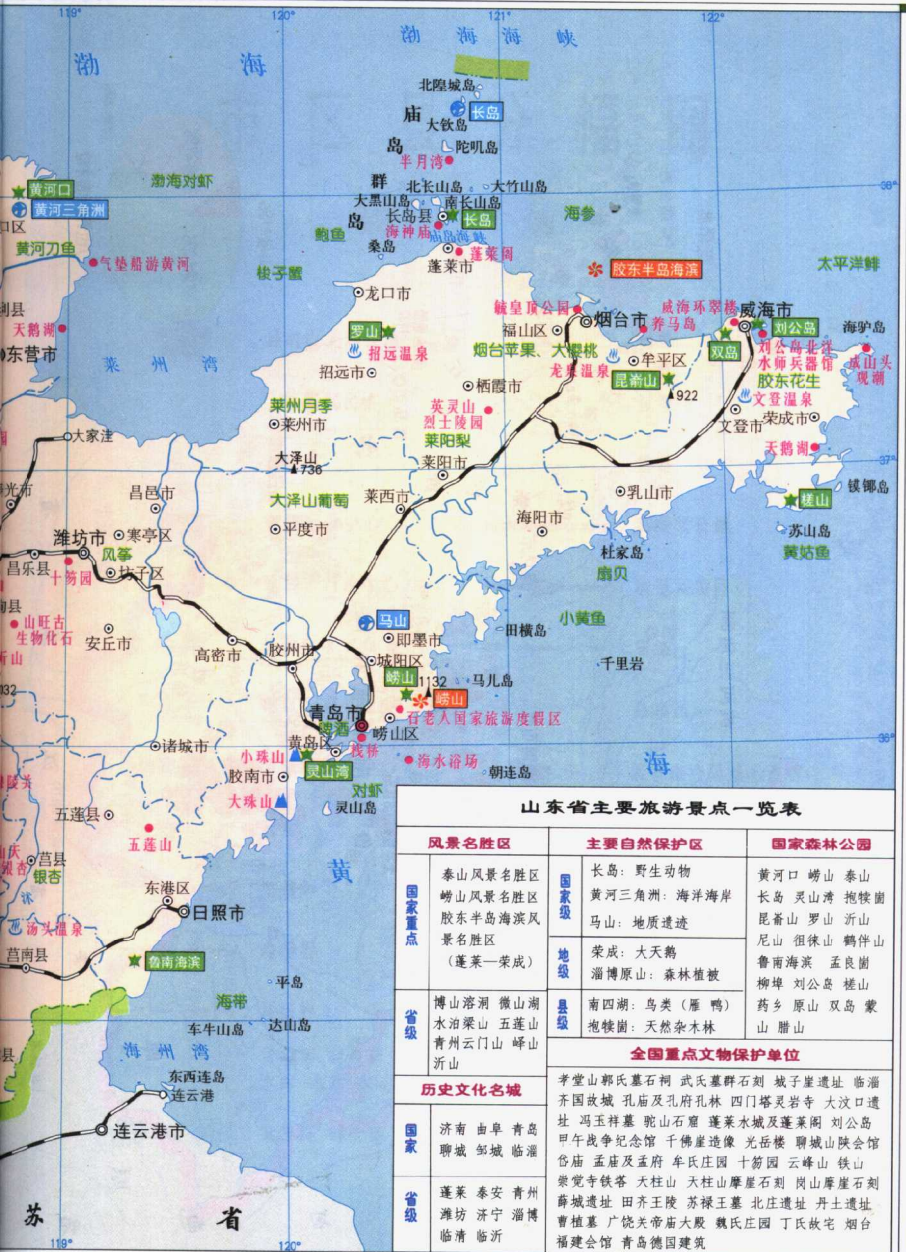 119°
120°
121°
122°
渤海海峡
渤海
北隍城岛
长岛
大钦岛
庙岛群岛
陀矶岛
半月湾
黄河口
渤海对虾
北长山岛
大竹山岛
38°
黄河三角洲
大黑山岛
南长山岛
口区
长岛县
长岛
海参
海神庙
鲍鱼
庙岛海峡
黄河刀鱼
桑岛
蓬莱阁
气垫船游黄河
蓬莱市
太平洋鲱
梭子蟹
胶东半岛海滨
龙口市
利县
毓皇顶公园
威海环翠楼
威海市
天鹅湖
罗山
福山区
烟台市
养马岛
刘公岛
海驴岛
东营市
招远温泉
烟台苹果、大樱桃
双岛
刘公岛北洋
水师兵器馆
成山头
观潮
莱州湾
龙泉温泉
牟平区
招远市
昆嵛山
胶东花生
栖霞市
922
文登温泉
莱州月季
英灵山
烈士陵园
文登市
荣成市
莱州市
大家洼
莱阳梨
天鹅湖
37°
大泽山
736
莱阳市
光市
昌邑市
大泽山葡萄
莱西市
乳山市
镆铘岛
槎山
平度市
海阳市
苏山岛
潍坊市
寒亭区
风筝
杜家岛
黄姑鱼
昌乐县
坊子区
扇贝
十笏园
朐县
山旺古
生物化石
马山
小黄鱼
安丘市
即墨市
田横岛
沂山
高密市
胶州市
城阳区
千里岩
崂山
1132
马儿岛
032
崂山
青岛市
石老人国家旅游度假区
啤酒
崂山区
诸城市
黄岛区
栈桥
36°
小珠山
海水浴场
海
胶南市
灵山湾
朝连岛
对虾
大珠山
灵山岛
五莲县
五莲山
黄
莒县
银杏
东港区
沭
日照市
汤头温泉
莒南县
鲁南海滨
平岛
海带
车牛山岛
达山岛
县
海州湾
东西连岛
连云港
连云港市
苏省
119°
120°
山东省主要旅游景点一览表
风景名胜区
国家重点
泰山风景名胜区
崂山风景名胜区
胶东半岛海滨风
景名胜区
(蓬莱—荣成)
省级
博山溶洞 微山湖
水泊梁山 五莲山
青州云门山 峄山
沂山
历史文化名城
国家
济南 曲阜 青岛
聊城 邹城 临淄
省级
蓬莱 泰安 青州
潍坊 济宁 淄博
临清 临沂
主要自然保护区
国家级
长岛：野生动物
黄河三角洲：海洋海岸
马山：地质遗迹
地级
荣成：大天鹅
淄博原山：森林植被
县级
南四湖：鸟类（雁 鸭）
抱犊崮：天然杂木林
国家森林公园
黄河口 崂山 泰山
长岛 灵山湾 抱犊崮
昆嵛山 罗山 沂山
尼山 徂徕山 鹤伴山
鲁南海滨 孟良崮
柳埠 刘公岛 槎山
药乡 原山 双岛 蒙
山 腊山
全国重点文物保护单位
孝堂山郭氏墓石祠 武氏墓群石刻 城子崖遗址 临淄
齐国故城 孔庙及孔府孔林 四门塔灵岩寺 大汶口遗
址 冯玉祥墓 驼山石窟 蓬莱水城及蓬莱阁 刘公岛
甲午战争纪念馆 千佛崖造像 光岳楼 聊城山陕会馆
岱庙 孟庙及孟府 牟氏庄园 十笏园 云峰山 铁山
崇觉寺铁塔 天柱山 天柱山摩崖石刻 岗山摩崖石刻
薛城遗址 田齐王陵 苏禄王墓 北庄遗址 丹土遗址
曹植墓 广饶关帝庙大殿 魏氏庄园 丁氏故宅 烟台
福建会馆 青岛德国建筑